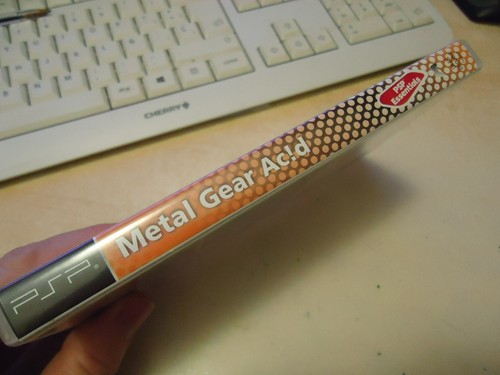 CHERRY
PSP
Metal Gear Ac!d
PSP
Essentials